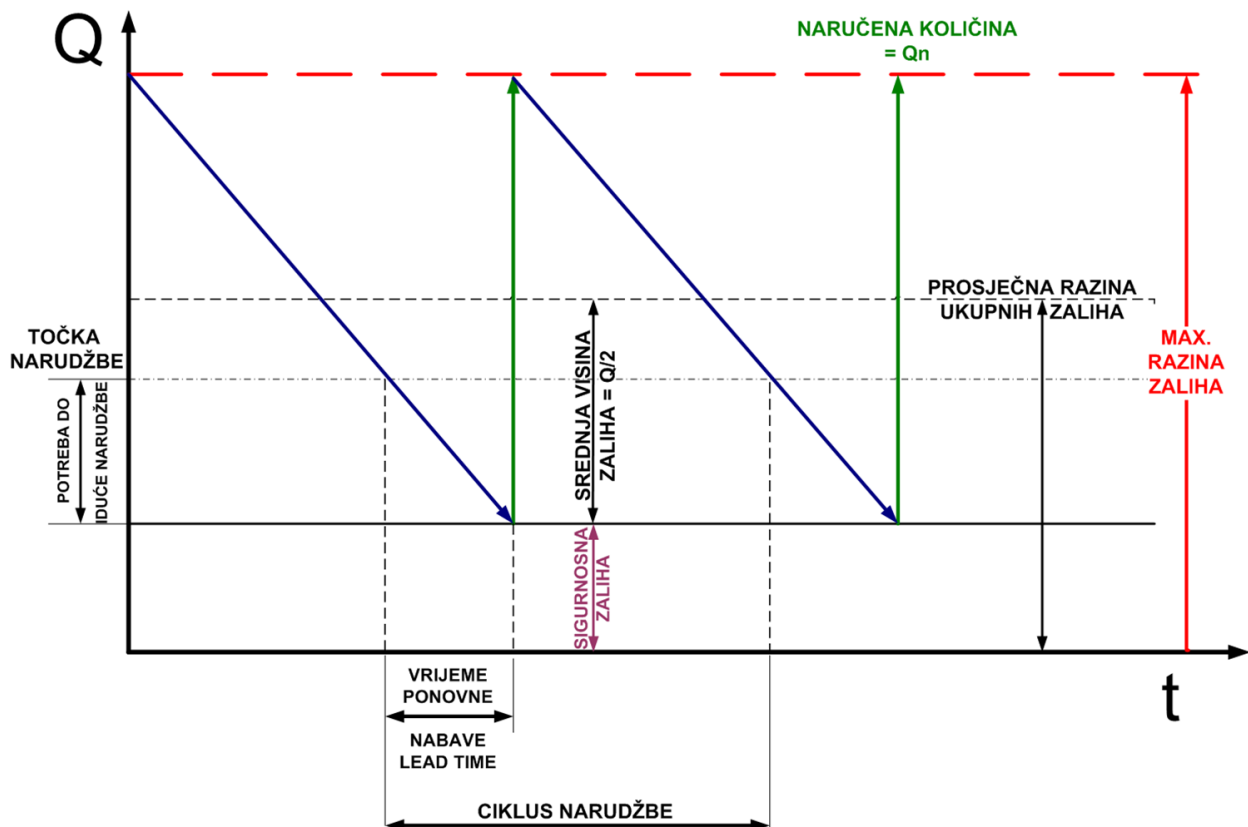 Q
NARUČENA KOLIČINA
= Qn
PROSJEČNA RAZINA
UKUPNIH ZALIHA
TOČKA
NARUDŽBE
MAX.
RAZINA
ZALIHA
POTREBA DO
IDUĆE NARUDŽBE
SREDNJA VISINA
ZALIHA = Q/2
SIGURNOSNA
ZALIHA
t
VRIJEME
PONOVNE
NABAVE
LEAD TIME
CIKLUS NARUDŽBE